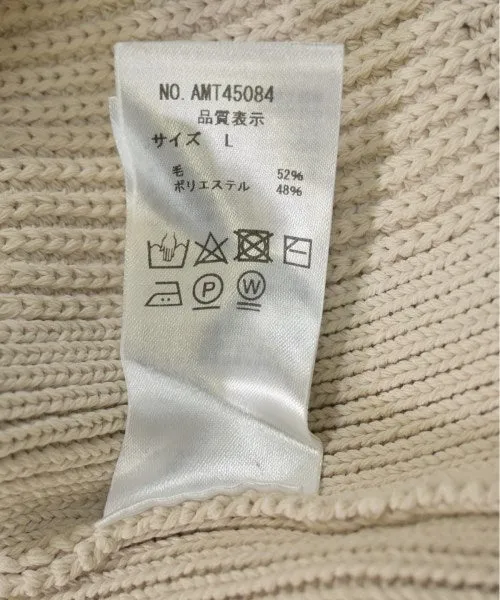 NO. AMT45084
品質表示
サイズ L
毛 52%
ポリエステル 48%
P W